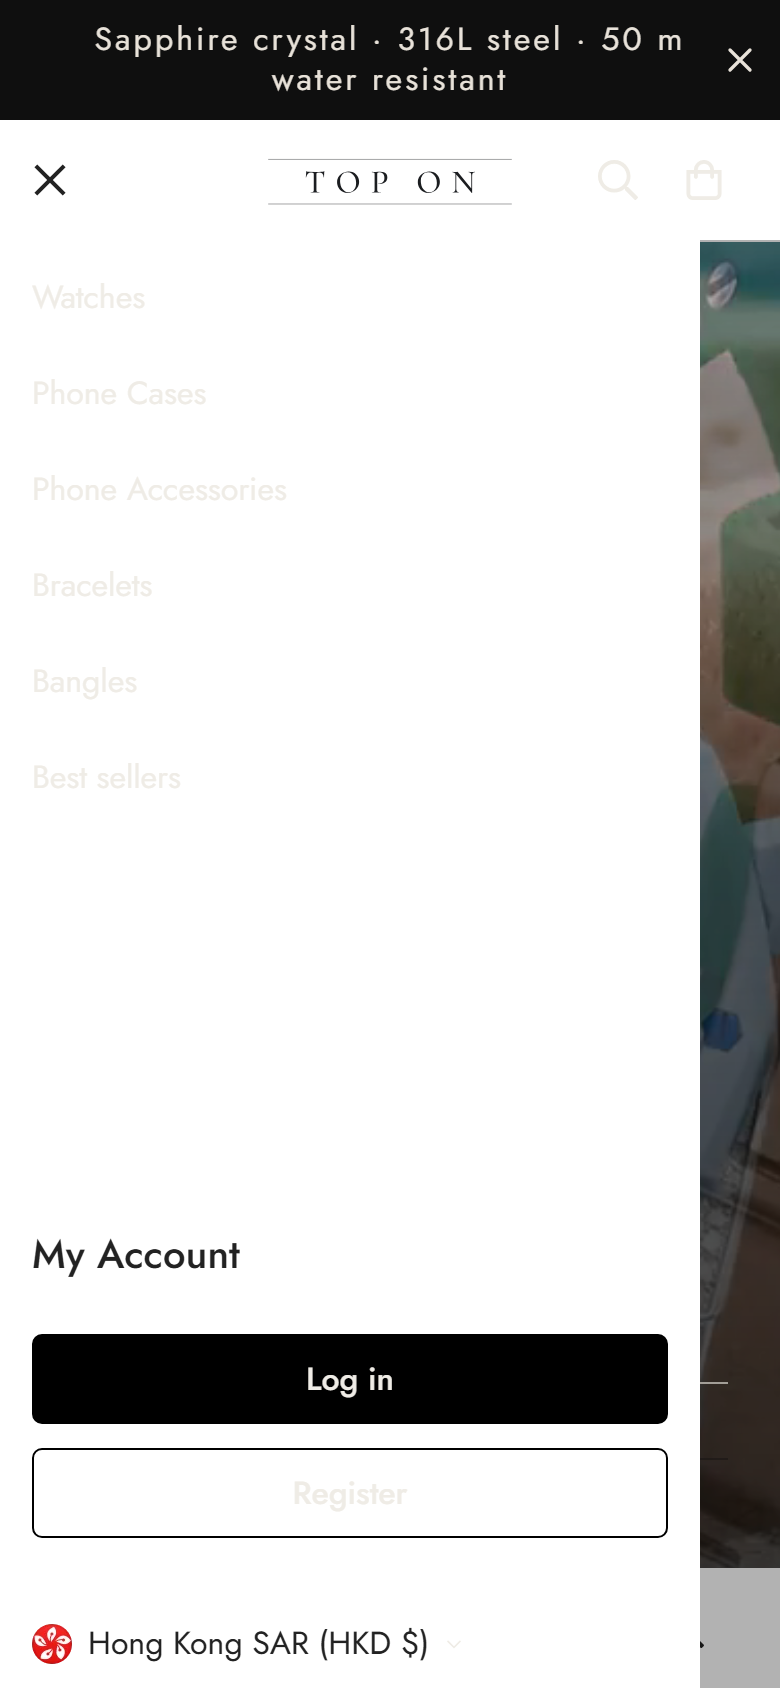 Sapphire crystal · 316L steel · 50 m
water resistant
TOP ON
Watches
Phone Cases
Phone Accessories
Bracelets
Bangles
Best sellers
My Account
Log in
Register
Hong Kong SAR (HKD $)